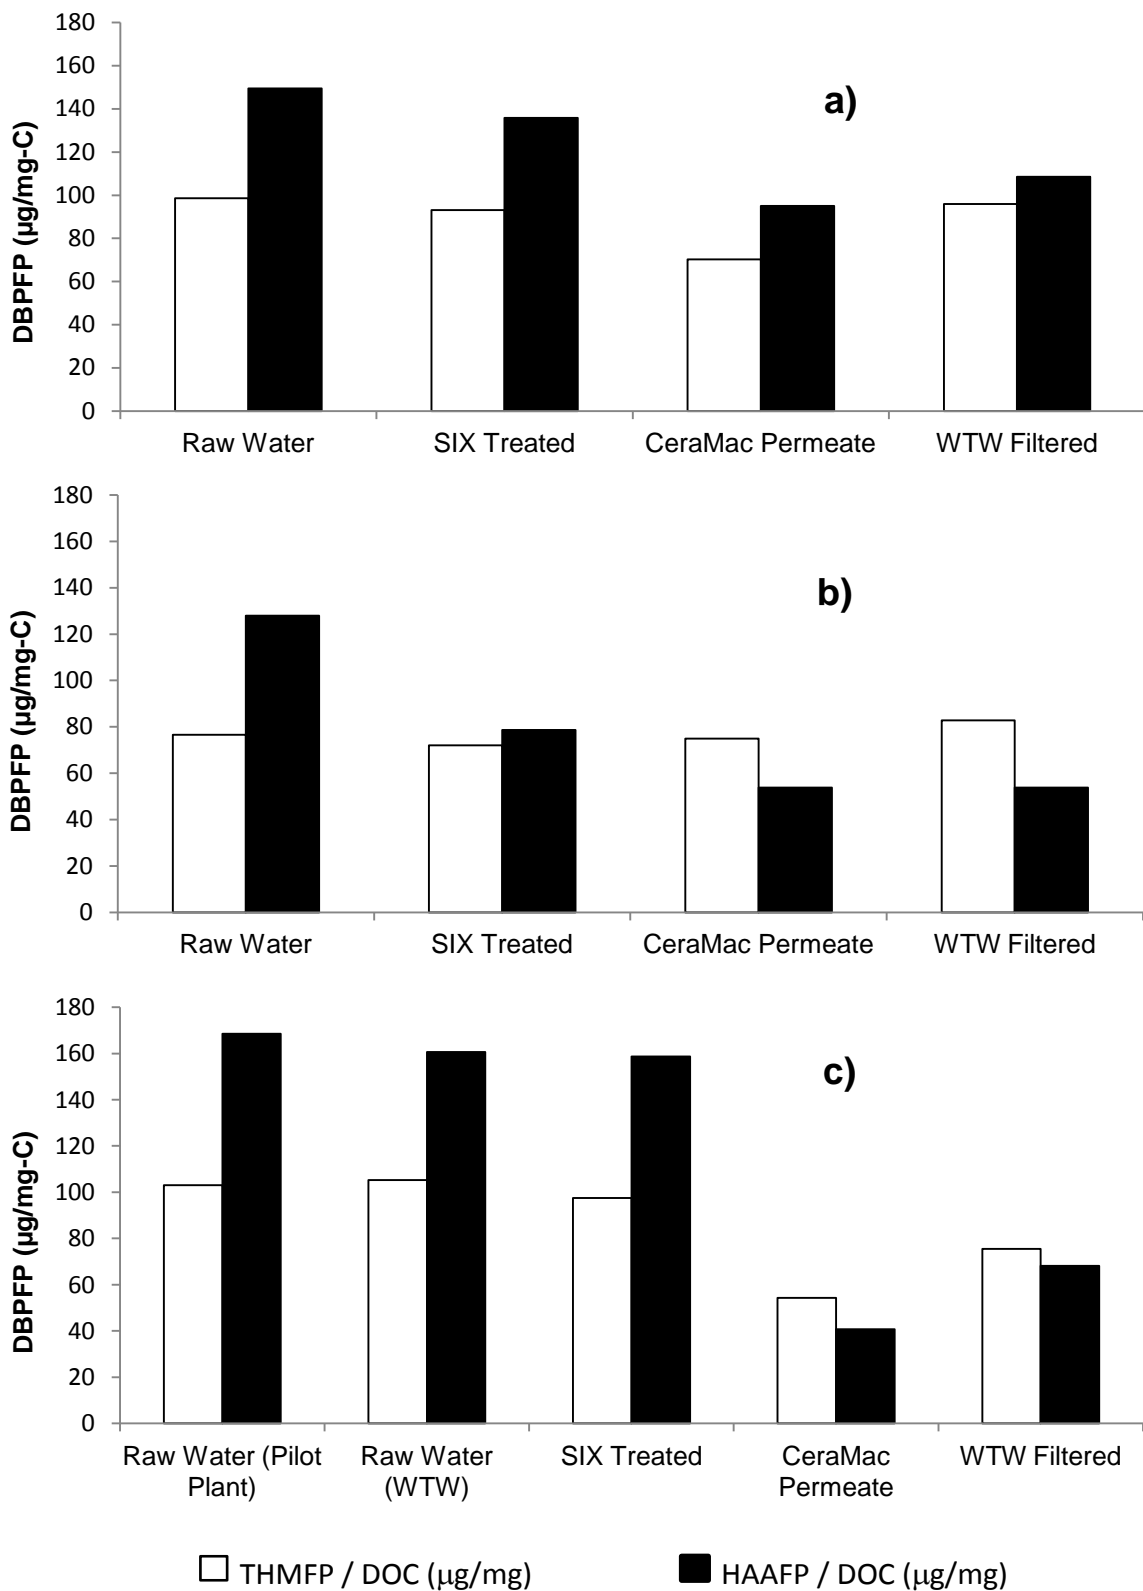 180
160
140
120
100
80
60
40
20
0
DBPFP (µg/mg-C)
a)
Raw Water
SIX Treated
CeraMac Permeate
WTW Filtered
180
160
140
120
100
80
60
40
20
0
DBPFP (µg/mg-C)
b)
Raw Water
SIX Treated
CeraMac Permeate
WTW Filtered
180
160
140
120
100
80
60
40
20
0
DBPFP (µg/mg-C)
c)
Raw Water (Pilot
Plant)
Raw Water
(WTW)
SIX Treated
CeraMac
Permeate
WTW Filtered
THMFP / DOC (µg/mg)
HAAFP / DOC (µg/mg)